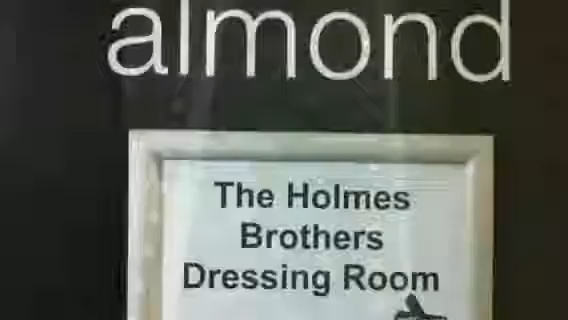 almond
The Holmes
Brothers
Dressing Room